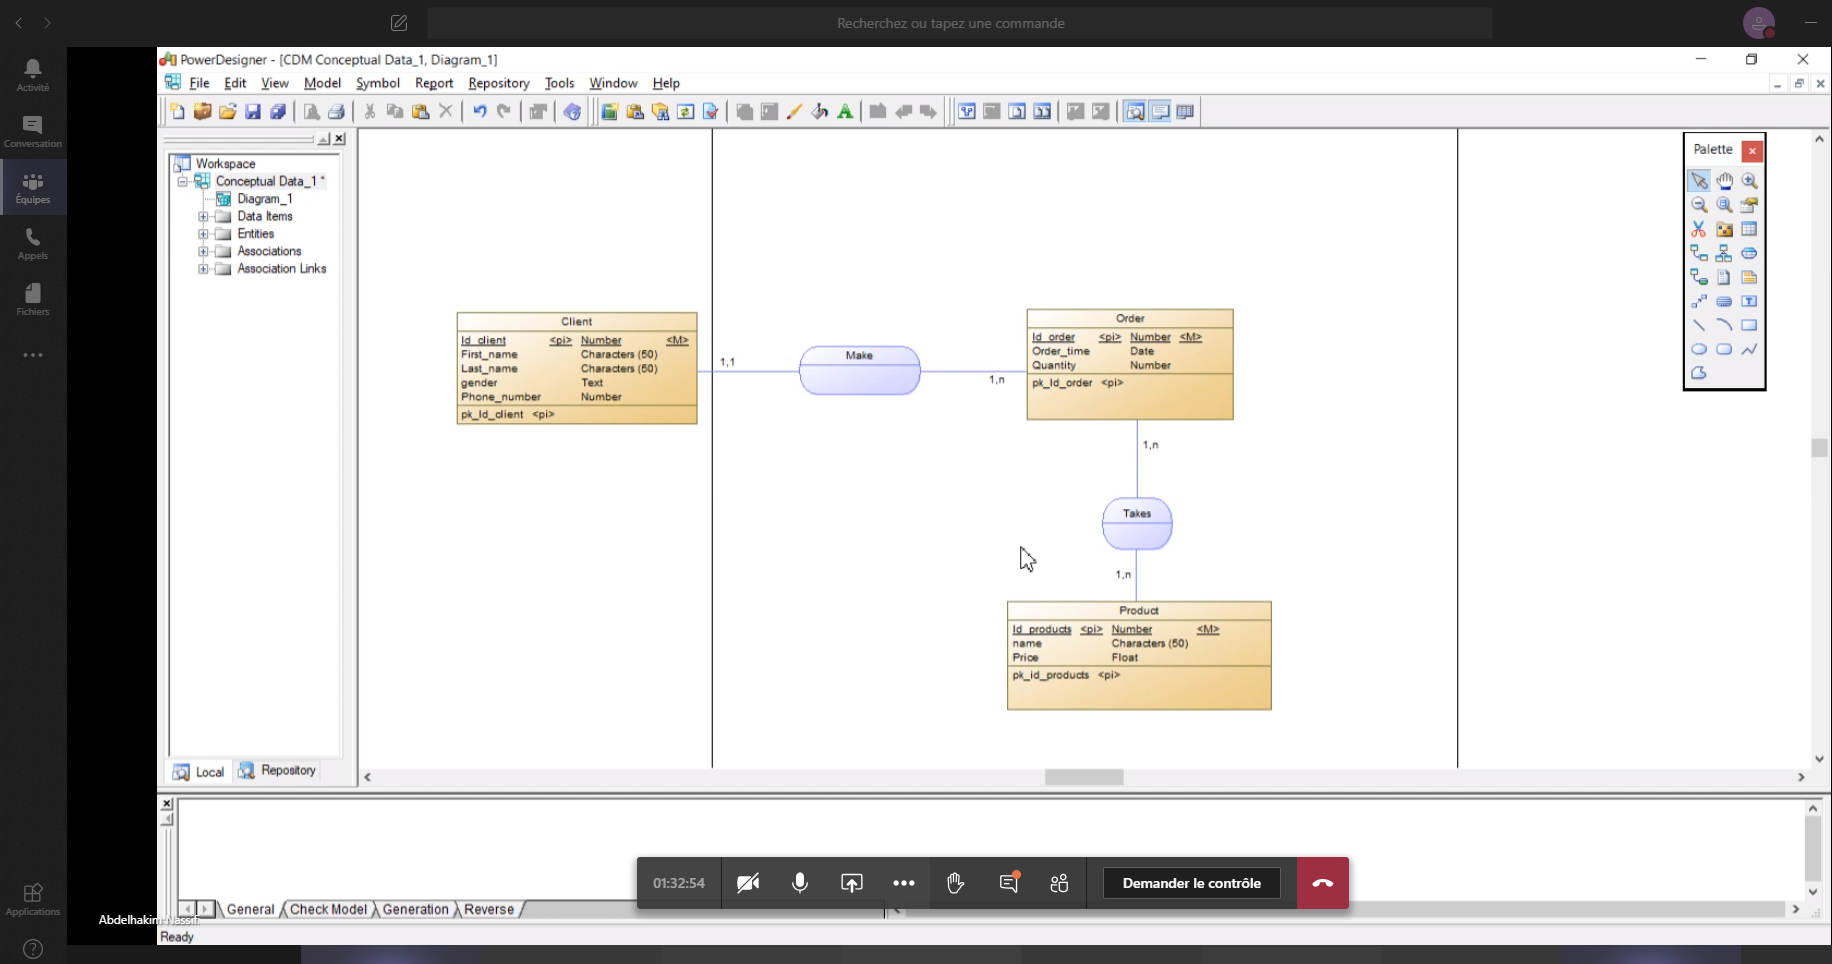 Recherchez ou tapez une commande
Activité
Conversation
Équipes
Appels
Fichiers
Applications
PowerDesigner - [CDM Conceptual Data_1, Diagram_1]
File Edit View Model Symbol Report Repository Tools Window Help
Workspace
Conceptual Data_1 *
Diagram_1
Data Items
Entities
Associations
Association Links
Local Repository
Palette
Client
Id_client <pi> Number <M>
First_name Characters (50)
Last_name Characters (50)
gender Text
Phone_number Number
pk_Id_client <pi>
1,1
Make
1,n
Order
Id_order <pi> Number <M>
Order_time Date
Quantity Number
pk_Id_order <pi>
1,n
Takes
1,n
Product
Id_products <pi> Number <M>
name Characters (50)
Price Float
pk_id_products <pi>
01:32:54
Demander le contrôle
General Check Model Generation Reverse
Abdelhakim Nassifi
Ready